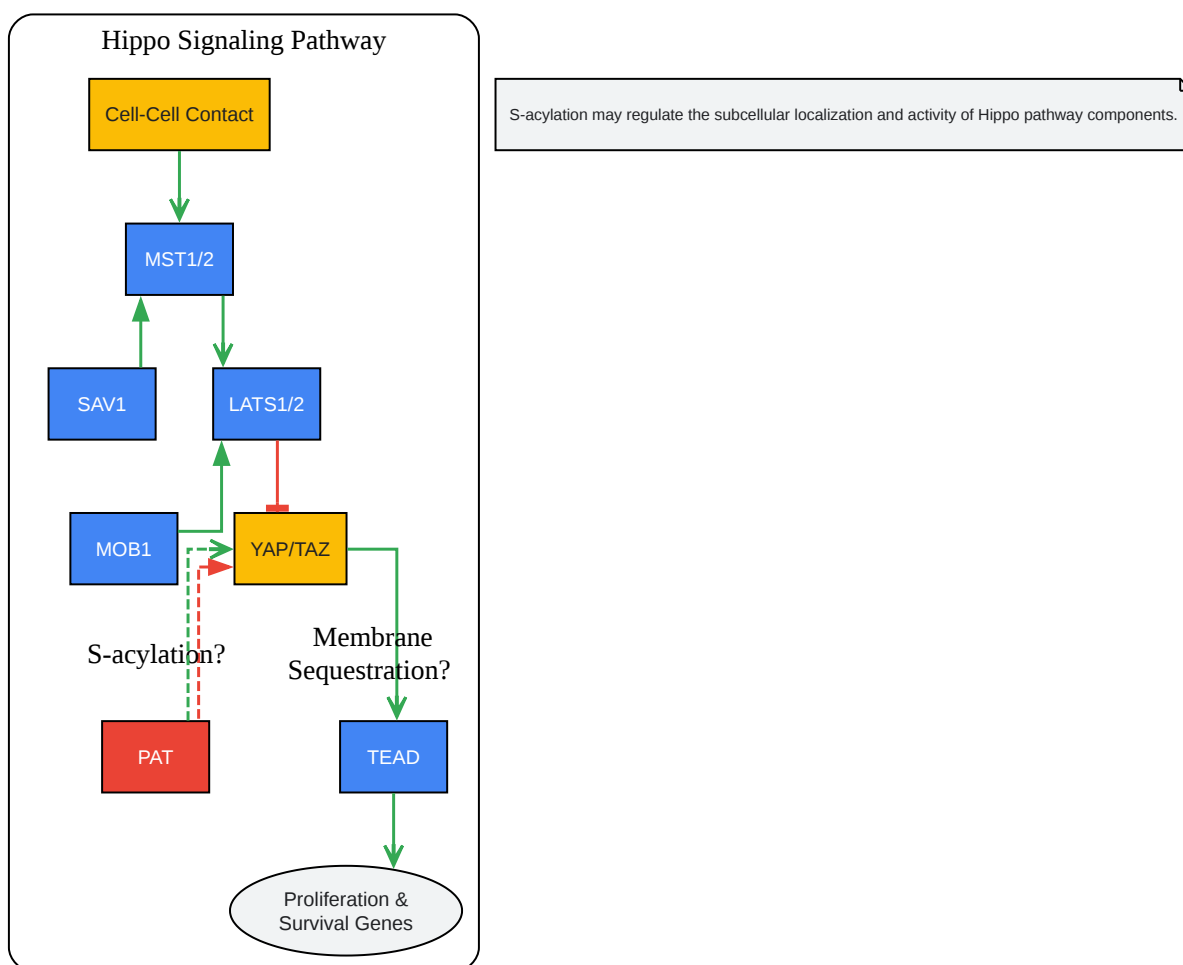 Hippo Signaling Pathway
Cell-Cell Contact
S-acylation may regulate the subcellular localization and activity of Hippo pathway components.
MST1/2
SAV1
LATS1/2
MOB1
YAP/TAZ
S-acylation?
Membrane
Sequestration?
PAT
TEAD
Proliferation &
Survival Genes